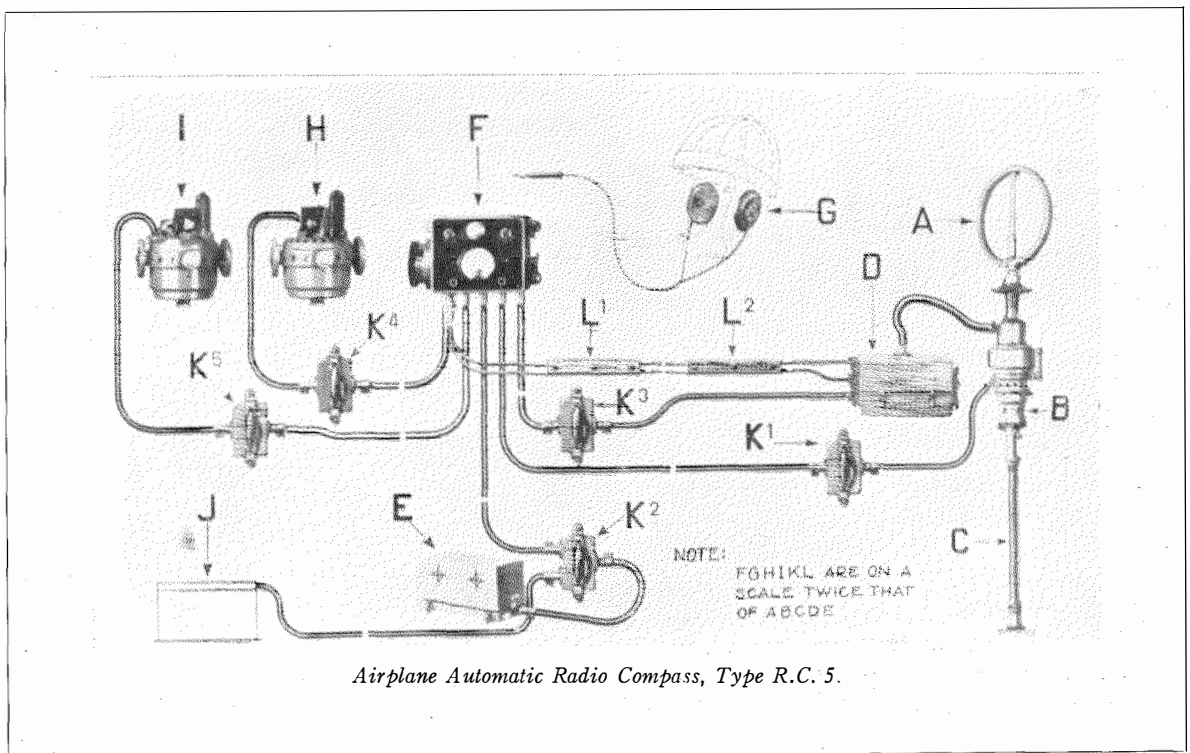 I H F
G A
D
L¹ L²
K⁴
K⁵ K³ B
K¹
J E K² C
NOTE:
FGHIKL ARE ON A
SCALE TWICE THAT
OF ABCDE
Airplane Automatic Radio Compass, Type R.C. 5.